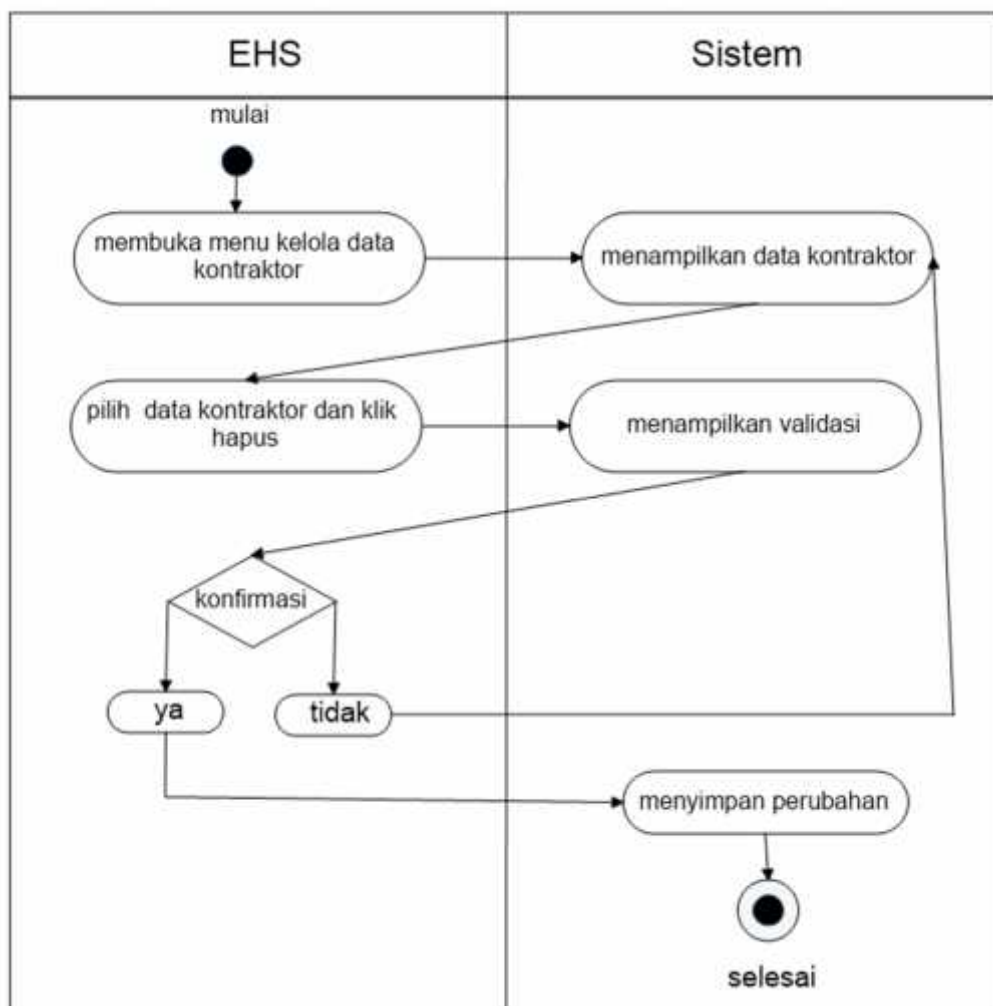 EHS
Sistem
mulai
membuka menu kelola data
kontraktor
menampilkan data kontraktor
pilih data kontraktor dan klik
hapus
menampilkan validasi
konfirmasi
ya
tidak
menyimpan perubahan
selesai